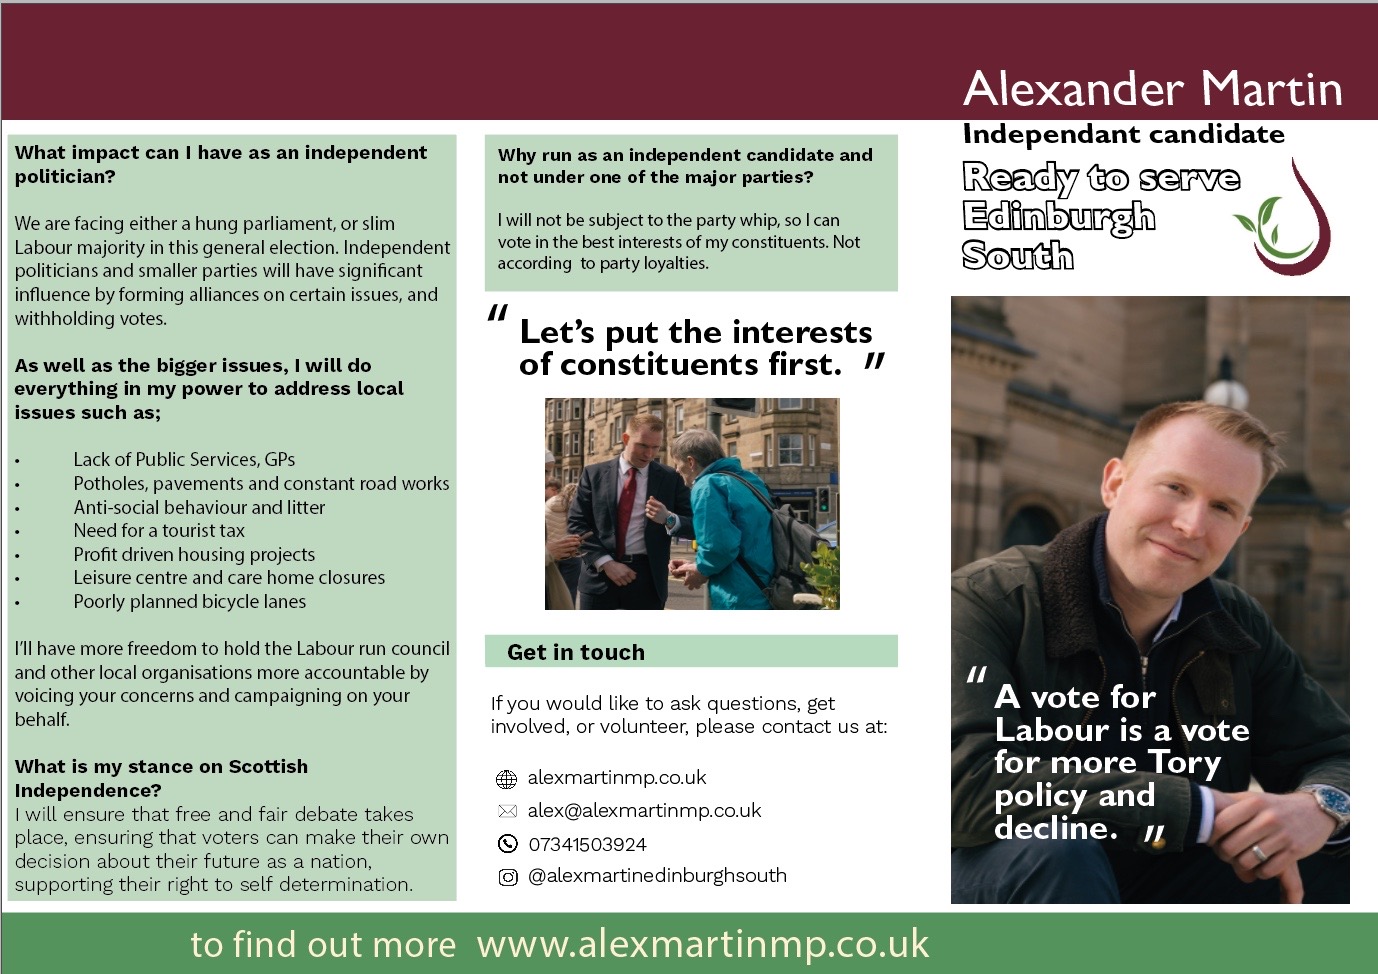 Alexander Martin
Independant candidate
Ready to serve
Edinburgh
South
“ A vote for
Labour is a vote
for more Tory
policy and
decline. ”
What impact can I have as an independent
politician?
We are facing either a hung parliament, or slim
Labour majority in this general election. Independent
politicians and smaller parties will have significant
influence by forming alliances on certain issues, and
withholding votes.
As well as the bigger issues, I will do
everything in my power to address local
issues such as;
• Lack of Public Services, GPs
• Potholes, pavements and constant road works
• Anti-social behaviour and litter
• Need for a tourist tax
• Profit driven housing projects
• Leisure centre and care home closures
• Poorly planned bicycle lanes
I’ll have more freedom to hold the Labour run council
and other local organisations more accountable by
voicing your concerns and campaigning on your
behalf.
What is my stance on Scottish
Independence?
I will ensure that free and fair debate takes
place, ensuring that voters can make their own
decision about their future as a nation,
supporting their right to self determination.
Why run as an independent candidate and
not under one of the major parties?
I will not be subject to the party whip, so I can
vote in the best interests of my constituents. Not
according to party loyalties.
“ Let’s put the interests
of constituents first. ”
Get in touch
If you would like to ask questions, get
involved, or volunteer, please contact us at:
alexmartinmp.co.uk
alex@alexmartinmp.co.uk
07341503924
@alexmartinedinburghsouth
to find out more www.alexmartinmp.co.uk